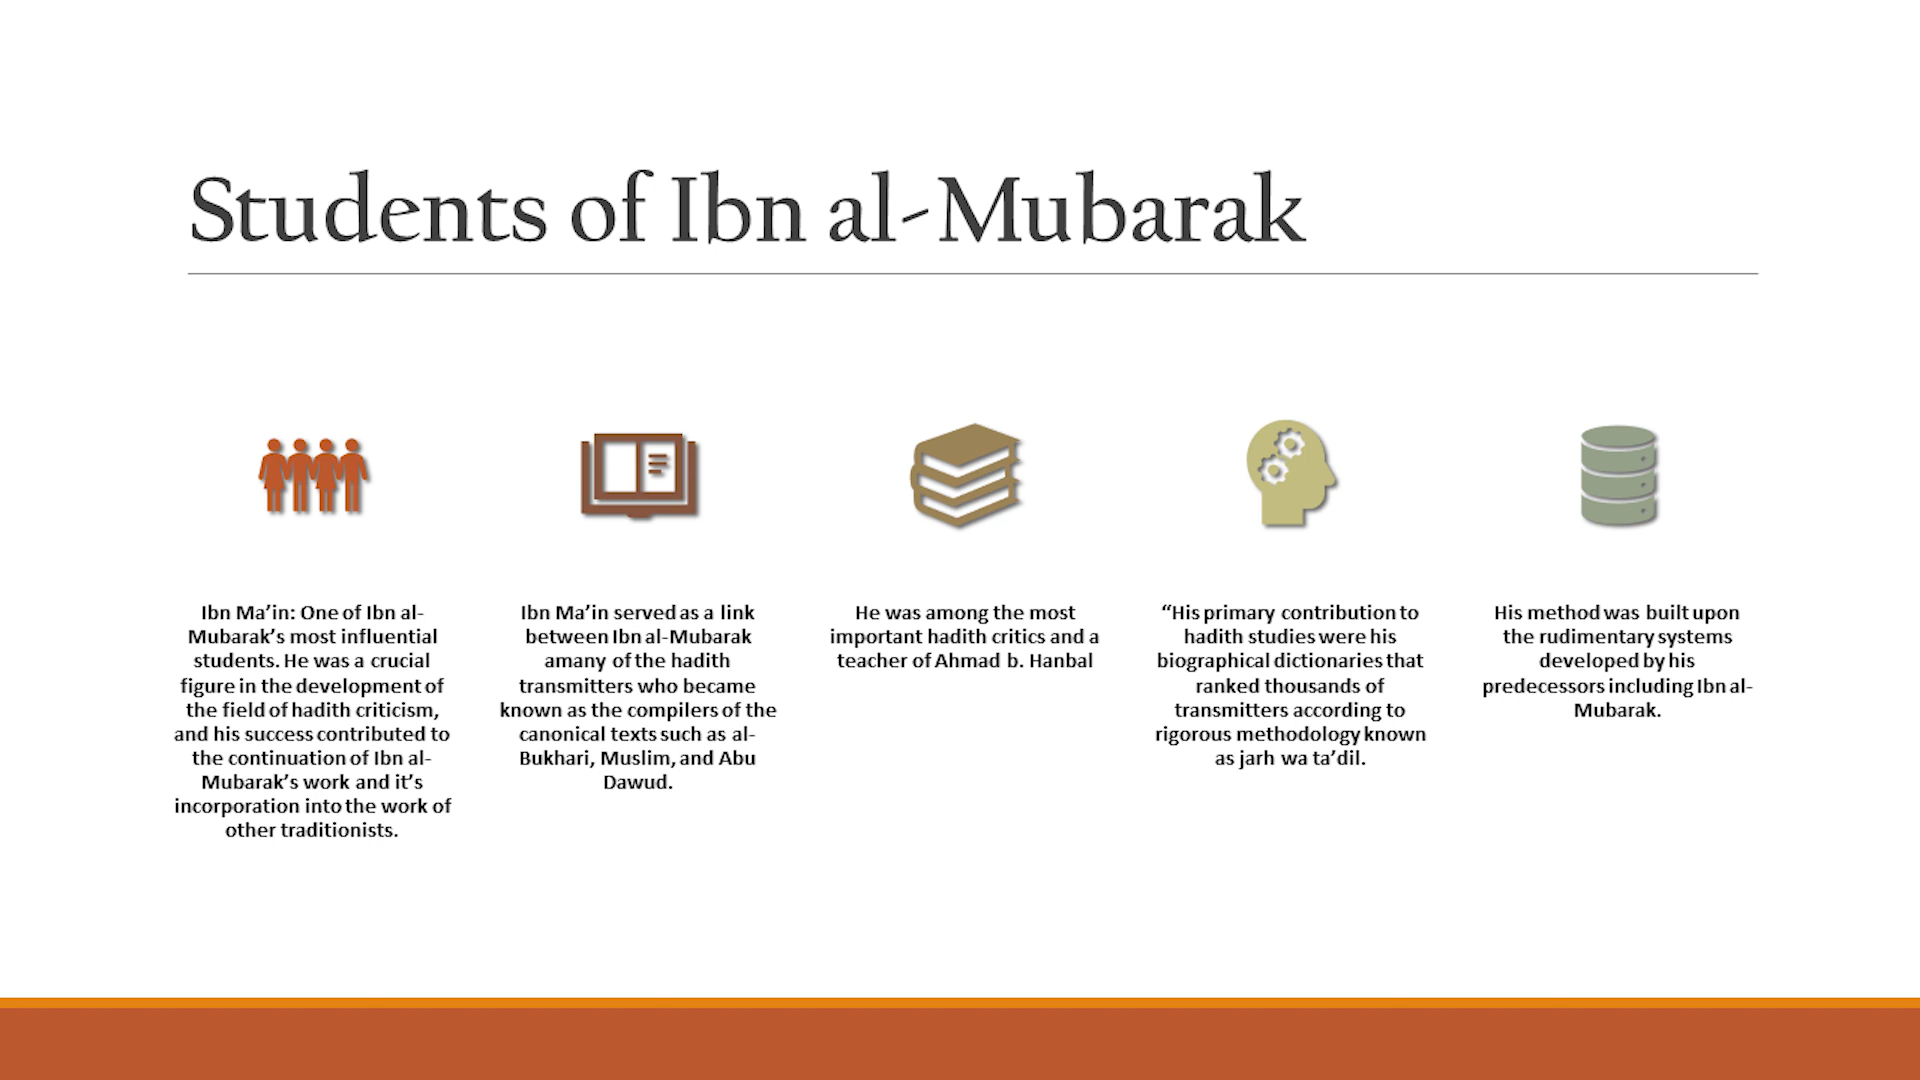 Students of Ibn al-Mubarak
Ibn Ma’in: One of Ibn al-
Mubarak’s most influential
students. He was a crucial
figure in the development of
the field of hadith criticism,
and his success contributed to
the continuation of Ibn al-
Mubarak’s work and it’s
incorporation into the work of
other traditionists.
Ibn Ma’in served as a link
between Ibn al-Mubarak
amany of the hadith
transmitters who became
known as the compilers of the
canonical texts such as al-
Bukhari, Muslim, and Abu
Dawud.
He was among the most
important hadith critics and a
teacher of Ahmad b. Hanbal
“His primary contribution to
hadith studies were his
biographical dictionaries that
ranked thousands of
transmitters according to
rigorous methodology known
as jarh wa ta’dil.
His method was built upon
the rudimentary systems
developed by his
predecessors including Ibn al-
Mubarak.